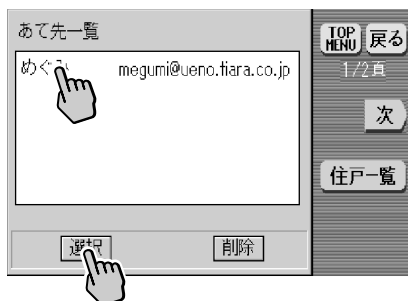 あて先一覧
めぐみ megumi@ueno.tiara.co.jp
選択
削除
TOP MENU
戻る
1/2頁
次
住戸一覧